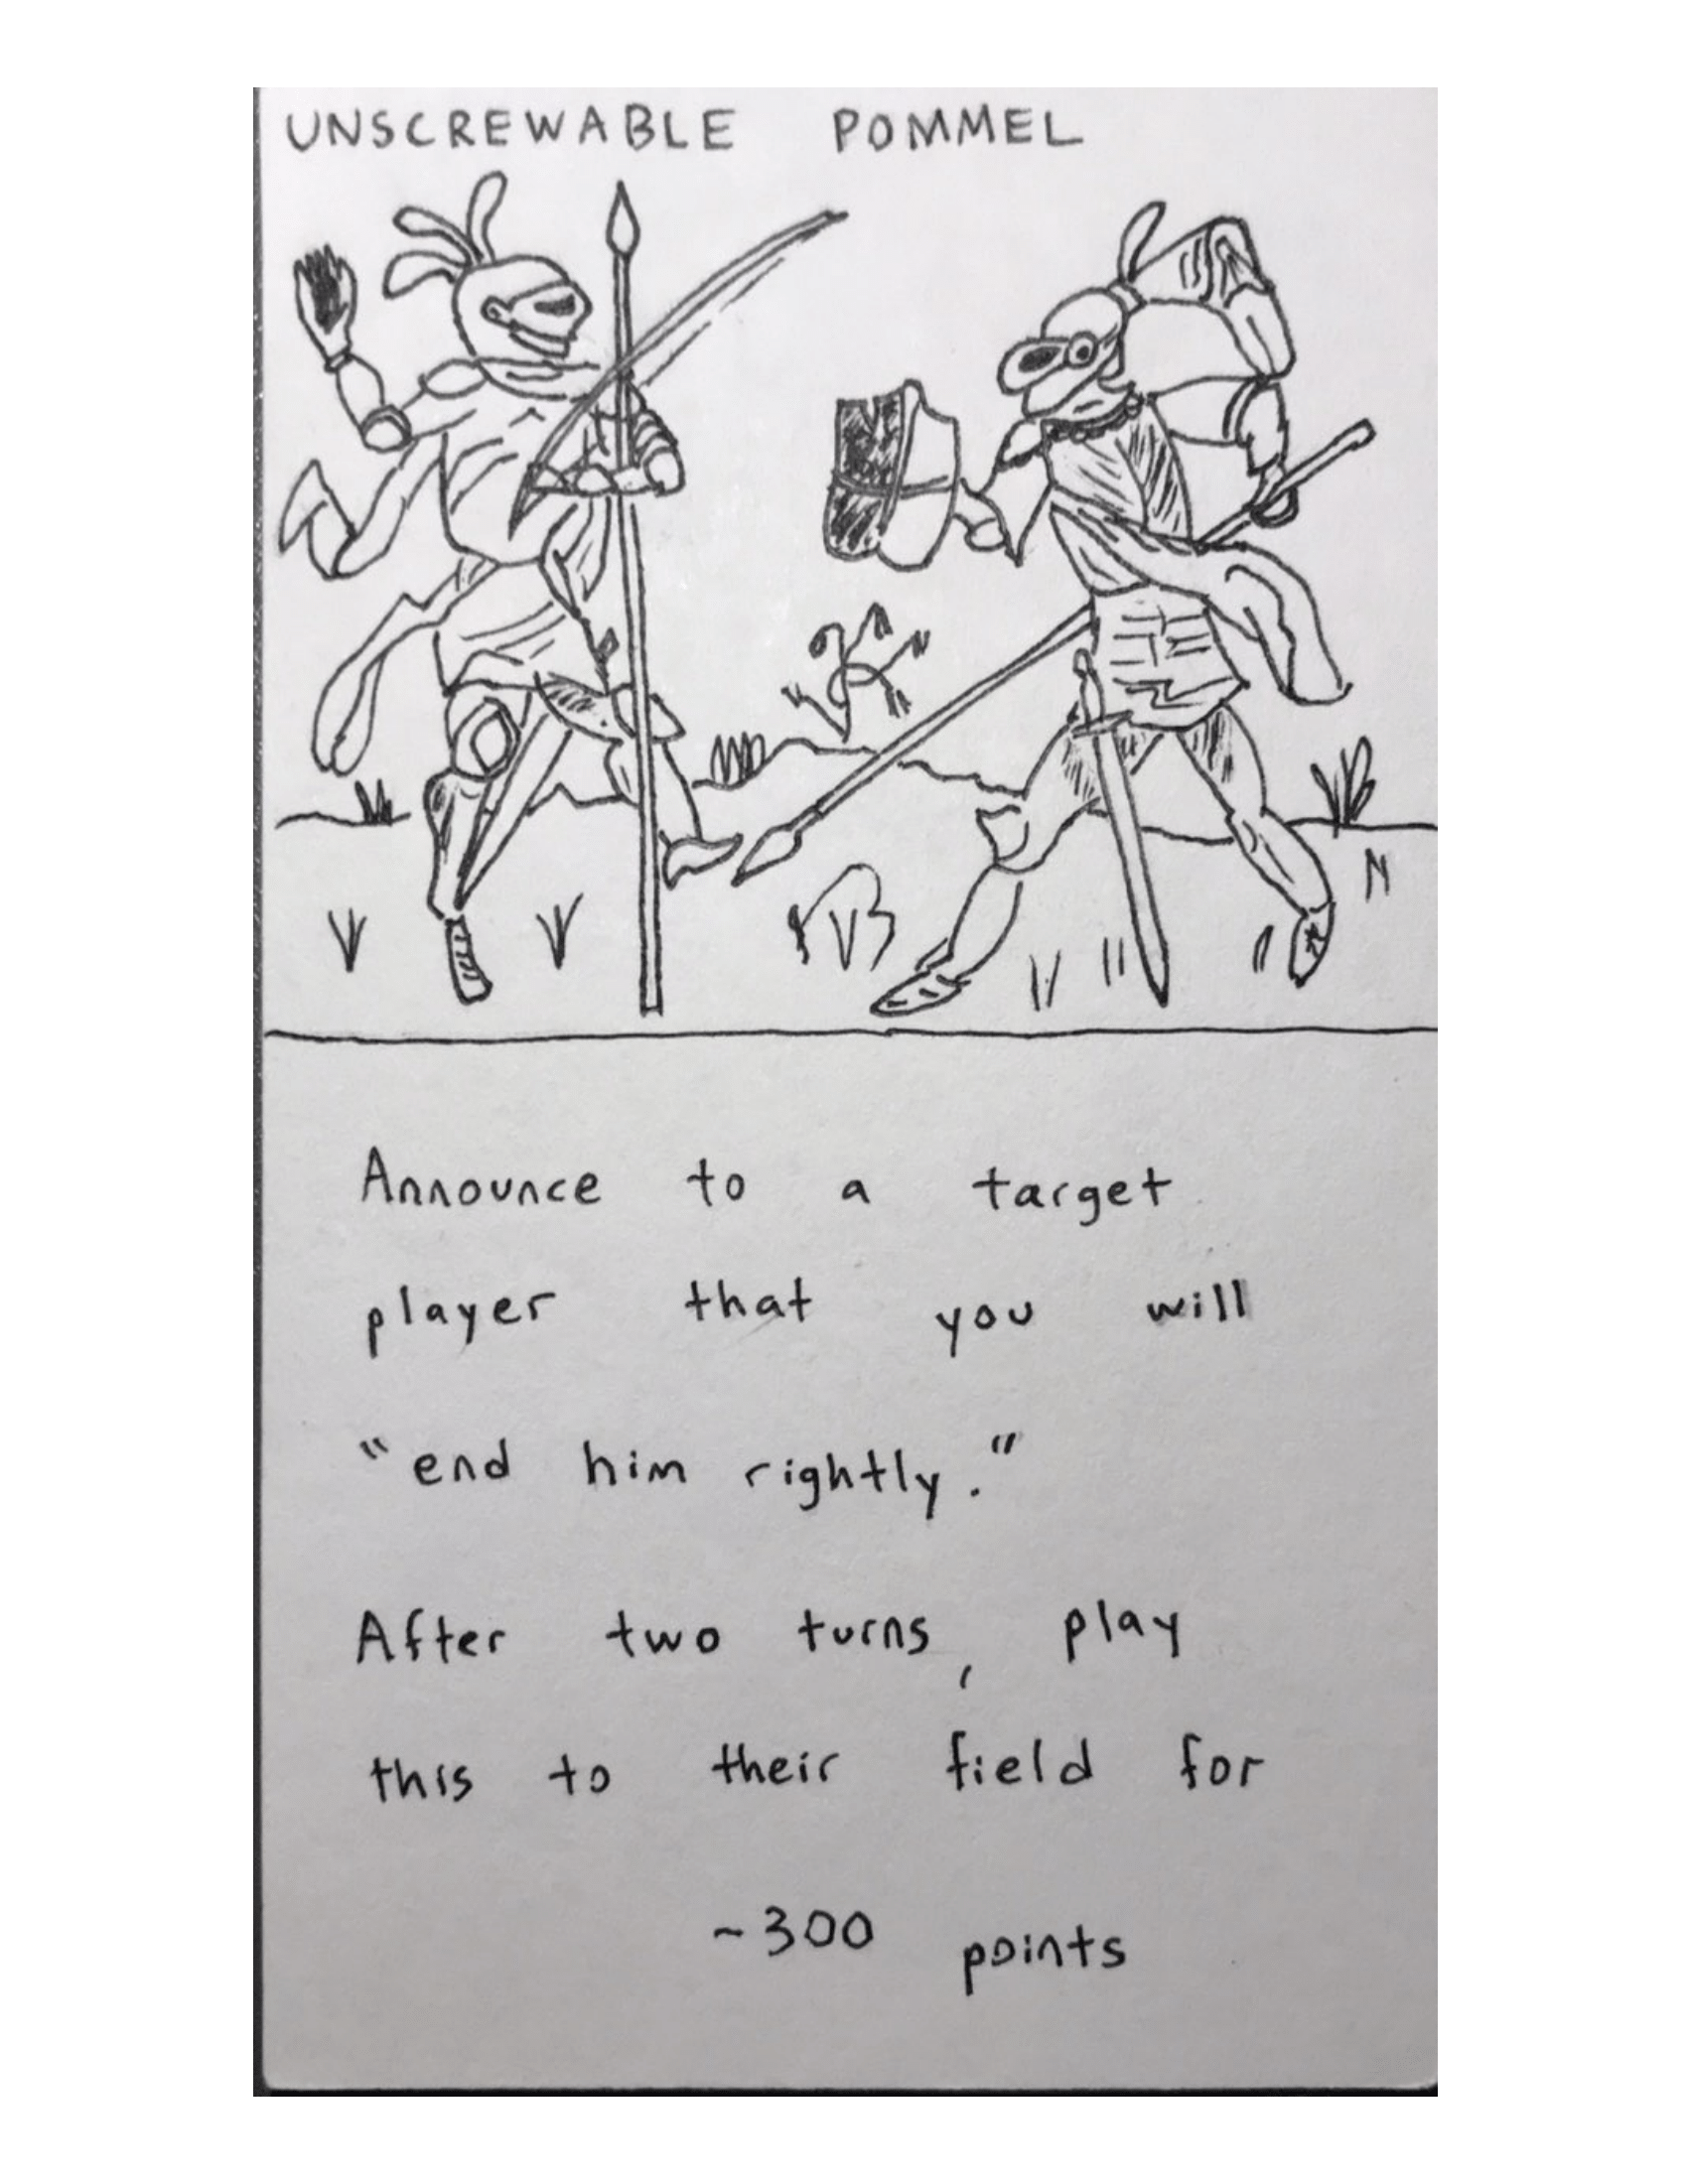 UNSCREWABLE POMMEL
Announce to a target
player that you will
"end him rightly."
After two turns, play
this to their field for
~300 points